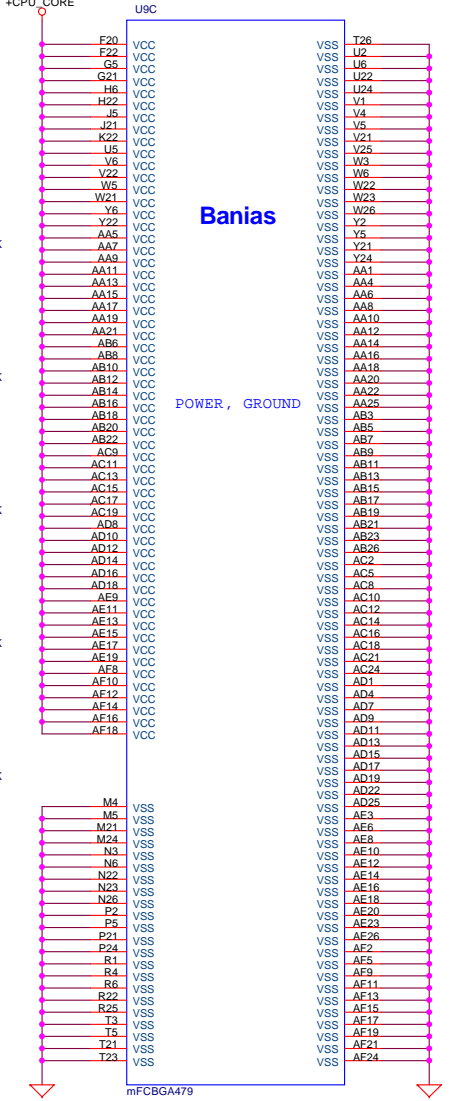 +CPU_CORE
U9C
F20 VCC VSS T26
F22 VCC VSS U2
G5 VCC VSS U6
G21 VCC VSS U22
H6 VCC VSS U24
H22 VCC VSS V1
J5 VCC VSS V4
J21 VCC VSS V5
K22 VCC VSS V21
U5 VCC VSS V25
V6 VCC VSS W3
V22 VCC VSS W6
W5 VCC VSS W22
W21 VCC VSS W23
Y6 VCC VSS W26
Banias
Y22 VCC VSS Y2
AA5 VCC VSS Y5
AA7 VCC VSS Y21
AA9 VCC VSS Y24
AA11 VCC VSS AA1
AA13 VCC VSS AA4
AA15 VCC VSS AA6
AA17 VCC VSS AA8
AA19 VCC VSS AA10
AA21 VCC VSS AA12
AB6 VCC VSS AA14
AB8 VCC VSS AA16
AB10 VCC VSS AA18
AB12 VCC VSS AA20
AB14 VCC VSS AA22
AB16 VCC POWER, GROUND VSS AA25
AB18 VCC VSS AB3
AB20 VCC VSS AB5
AB22 VCC VSS AB7
AC9 VCC VSS AB9
AC11 VCC VSS AB11
AC13 VCC VSS AB13
AC15 VCC VSS AB15
AC17 VCC VSS AB17
AC19 VCC VSS AB19
AD8 VCC VSS AB21
AD10 VCC VSS AB23
AD12 VCC VSS AB26
AD14 VCC VSS AC2
AD16 VCC VSS AC5
AD18 VCC VSS AC8
AE9 VCC VSS AC10
AE11 VCC VSS AC12
AE13 VCC VSS AC14
AE15 VCC VSS AC16
AE17 VCC VSS AC18
AE19 VCC VSS AC21
AF8 VCC VSS AC24
AF10 VCC VSS AD1
AF12 VCC VSS AD4
AF14 VCC VSS AD7
AF16 VCC VSS AD9
AF18 VCC VSS AD11
VSS AD13
VSS AD15
VSS AD17
VSS AD19
VSS AD22
M4 VSS VSS AD25
M5 VSS VSS AE3
M21 VSS VSS AE6
M24 VSS VSS AE8
N3 VSS VSS AE10
N6 VSS VSS AE12
N22 VSS VSS AE14
N23 VSS VSS AE16
N26 VSS VSS AE18
P2 VSS VSS AE20
P5 VSS VSS AE23
P21 VSS VSS AE26
P24 VSS VSS AF2
R1 VSS VSS AF5
R4 VSS VSS AF9
R6 VSS VSS AF11
R22 VSS VSS AF13
R25 VSS VSS AF15
T3 VSS VSS AF17
T5 VSS VSS AF19
T21 VSS VSS AF21
T23 VSS VSS AF24
mFCBGA479